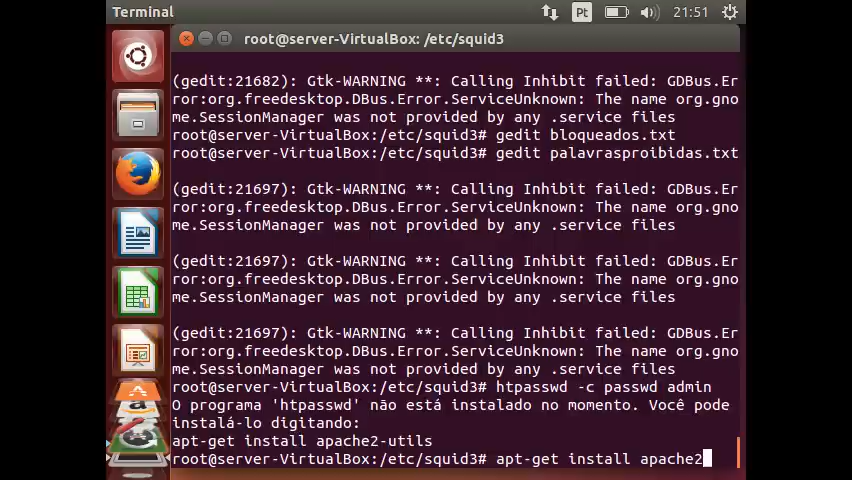 Terminal
Pt
21:51
root@server-VirtualBox: /etc/squid3
(gedit:21682): Gtk-WARNING **: Calling Inhibit failed: GDBus.Er
ror:org.freedesktop.DBus.Error.ServiceUnknown: The name org.gno
me.SessionManager was not provided by any .service files
root@server-VirtualBox:/etc/squid3# gedit bloqueados.txt
root@server-VirtualBox:/etc/squid3# gedit palavrasproibidas.txt
(gedit:21697): Gtk-WARNING **: Calling Inhibit failed: GDBus.Er
ror:org.freedesktop.DBus.Error.ServiceUnknown: The name org.gno
me.SessionManager was not provided by any .service files
(gedit:21697): Gtk-WARNING **: Calling Inhibit failed: GDBus.Er
ror:org.freedesktop.DBus.Error.ServiceUnknown: The name org.gno
me.SessionManager was not provided by any .service files
(gedit:21697): Gtk-WARNING **: Calling Inhibit failed: GDBus.Er
ror:org.freedesktop.DBus.Error.ServiceUnknown: The name org.gno
me.SessionManager was not provided by any .service files
root@server-VirtualBox:/etc/squid3# htpasswd -c passwd admin
O programa 'htpasswd' não está instalado no momento. Você pode
instalá-lo digitando:
apt-get install apache2-utils
root@server-VirtualBox:/etc/squid3# apt-get install apache2